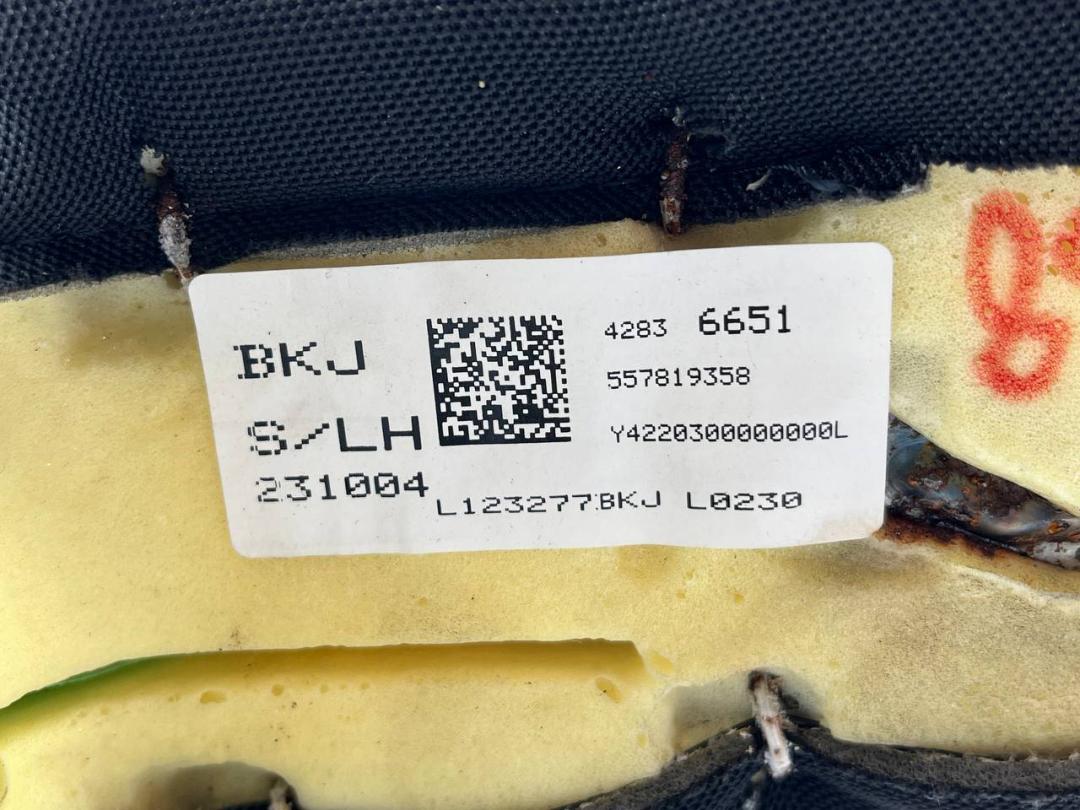 BKJ
S/LH
231004
4283 6651
557819358
Y4220300000000L
L123277BKJ L0230